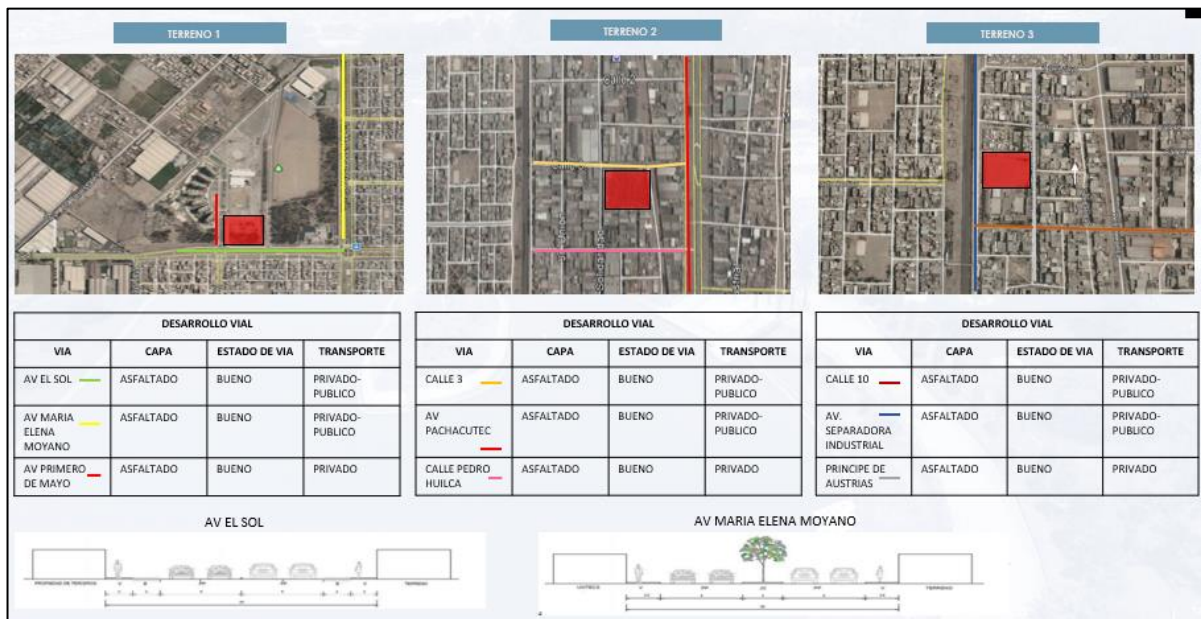 TERRENO 1
TERRENO 2
TERRENO 3
DESARROLLO VIAL
VIA CAPA ESTADO DE VIA TRANSPORTE
AV EL SOL ASFALTADO BUENO PRIVADO-
PUBLICO
AV MARIA ASFALTADO BUENO PRIVADO-
ELENA PUBLICO
MOYANO
AV PRIMERO ASFALTADO BUENO PRIVADO
DE MAYO
DESARROLLO VIAL
VIA CAPA ESTADO DE VIA TRANSPORTE
CALLE 3 ASFALTADO BUENO PRIVADO-
PUBLICO
AV ASFALTADO BUENO PRIVADO-
PACHACUTEC PUBLICO
CALLE PEDRO ASFALTADO BUENO PRIVADO
HUILCA
DESARROLLO VIAL
VIA CAPA ESTADO DE VIA TRANSPORTE
CALLE 10 ASFALTADO BUENO PRIVADO-
PUBLICO
AV. ASFALTADO BUENO PRIVADO-
SEPARADORA PUBLICO
INDUSTRIAL
PRINCIPE DE ASFALTADO BUENO PRIVADO
AUSTRIAS
AV EL SOL
PROPIEDAD DE TERCEROS
TERRENO
AV MARIA ELENA MOYANO
TERRENO